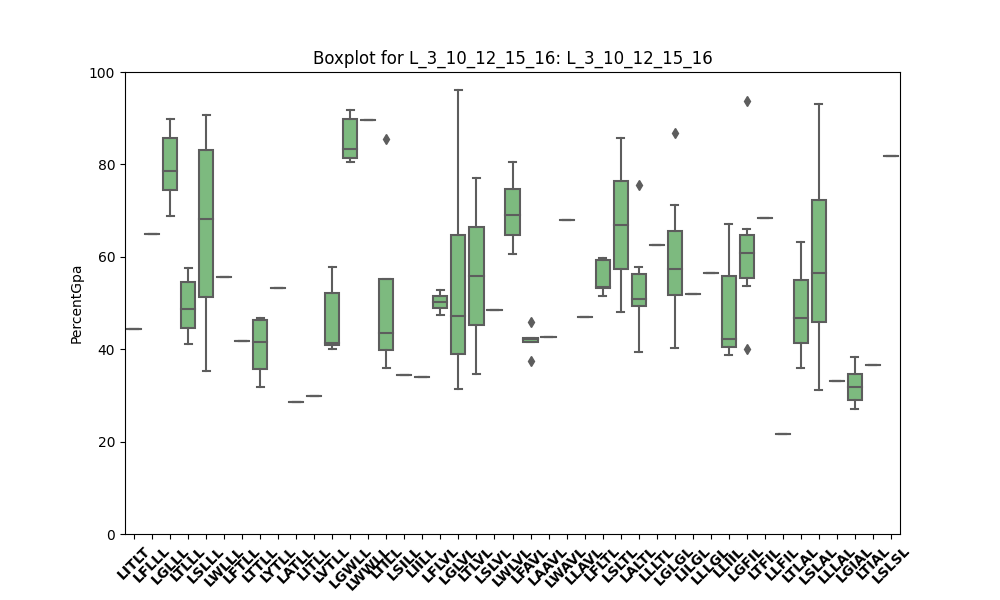 Boxplot for L_3_10_12_15_16: L_3_10_12_15_16
PercentGpa
100
80
60
40
20
0
LITLT
LFLLL
LGLLL
LTLLL
LSLLL
LWLLL
LFTLL
LTTLL
LYTLL
LATLL
LITLL
LVTLL
LGWLL
LWWLL
LSILL
LIILL
LFLVL
LGLVL
LTLVL
LSLVL
LWLVL
LFAVL
LAAVL
LWAVL
LLAVL
LFLTL
LSLTL
LALTL
LLLTL
LGLGL
LILGL
LLLGL
LLIIL
LGFIL
LTFIL
LLFIL
LTLAL
LSLAL
LLLAL
LGIAL
LTIAL
LSLSL